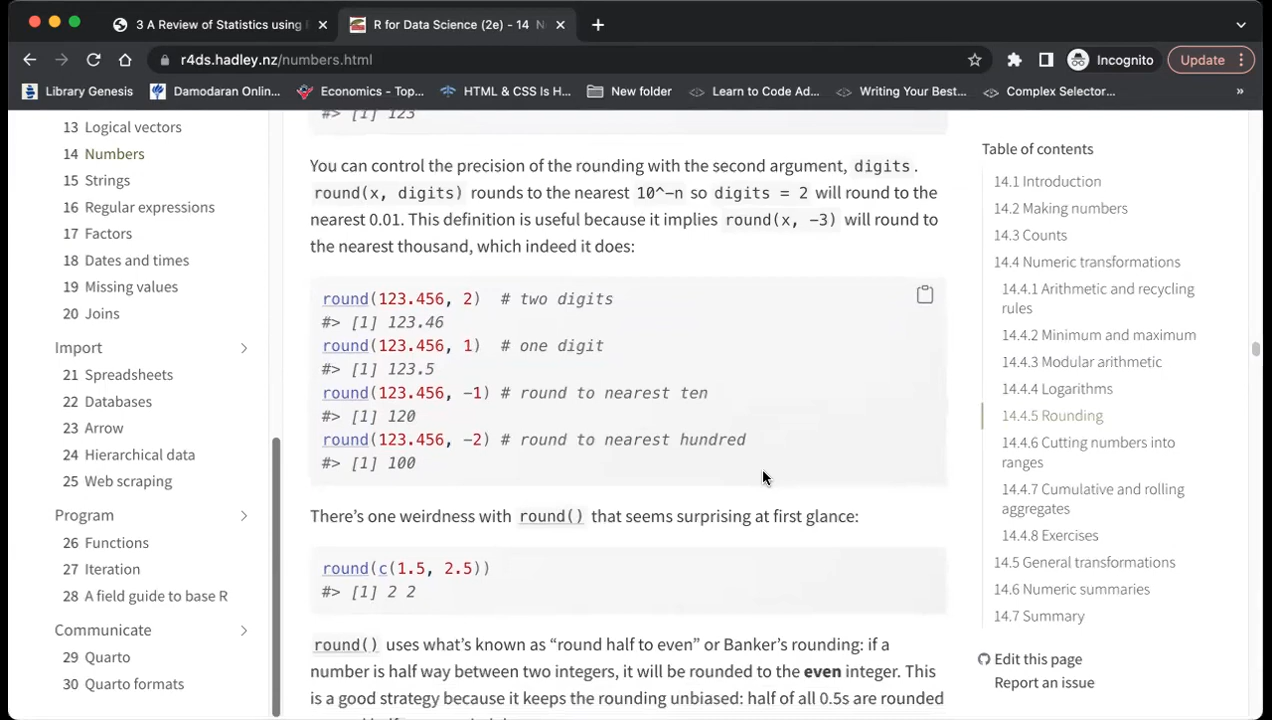 3 A Review of Statistics using
R for Data Science (2e) - 14 N
r4ds.hadley.nz/numbers.html
Incognito
Update
Library Genesis
Damodaran Onlin...
Economics - Top...
HTML & CSS Is H...
New folder
Learn to Code Ad...
Writing Your Best...
Complex Selector...
»
13 Logical vectors
14 Numbers
15 Strings
16 Regular expressions
17 Factors
18 Dates and times
19 Missing values
20 Joins
Import
21 Spreadsheets
22 Databases
23 Arrow
24 Hierarchical data
25 Web scraping
Program
26 Functions
27 Iteration
28 A field guide to base R
Communicate
29 Quarto
30 Quarto formats
#> [1] 123
You can control the precision of the rounding with the second argument, digits.
round(x, digits) rounds to the nearest 10^-n so digits = 2 will round to the
nearest 0.01. This definition is useful because it implies round(x, -3) will round to
the nearest thousand, which indeed it does:
round(123.456, 2)  # two digits
#> [1] 123.46
round(123.456, 1)  # one digit
#> [1] 123.5
round(123.456, -1) # round to nearest ten
#> [1] 120
round(123.456, -2) # round to nearest hundred
#> [1] 100
There’s one weirdness with round() that seems surprising at first glance:
round(c(1.5, 2.5))
#> [1] 2 2
round() uses what’s known as “round half to even” or Banker’s rounding: if a
number is half way between two integers, it will be rounded to the even integer. This
is a good strategy because it keeps the rounding unbiased: half of all 0.5s are rounded
Table of contents
14.1 Introduction
14.2 Making numbers
14.3 Counts
14.4 Numeric transformations
14.4.1 Arithmetic and recycling
rules
14.4.2 Minimum and maximum
14.4.3 Modular arithmetic
14.4.4 Logarithms
14.4.5 Rounding
14.4.6 Cutting numbers into
ranges
14.4.7 Cumulative and rolling
aggregates
14.4.8 Exercises
14.5 General transformations
14.6 Numeric summaries
14.7 Summary
Edit this page
Report an issue